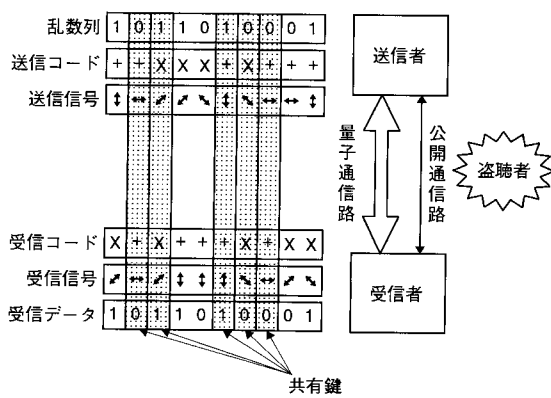 乱数列 1 0 1 1 0 1 0 0 0 1
送信コード + + X X X + X + + +
送信信号
受信コード X + X + + + X + X X
受信信号
受信データ 1 0 1 1 0 1 0 0 0 1
共有鍵
送信者
量子通信路
公開通信路
盗聴者
受信者